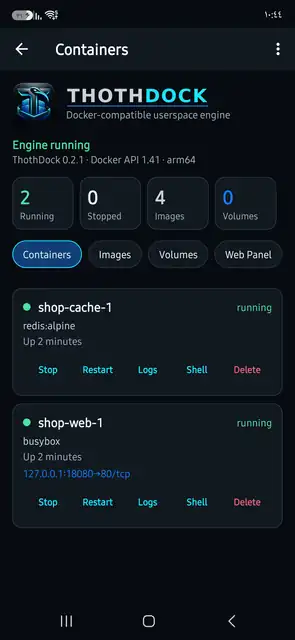 ١٠:٤٤
Containers
THOTHDOCK
Docker-compatible userspace engine
Engine running
ThothDock 0.2.1 · Docker API 1.41 · arm64
2 0 4 0
Running Stopped Images Volumes
Containers Images Volumes Web Panel
shop-cache-1 running
redis:alpine
Up 2 minutes
Stop Restart Logs Shell Delete
shop-web-1 running
busybox
Up 2 minutes
127.0.0.1:18080→80/tcp
Stop Restart Logs Shell Delete